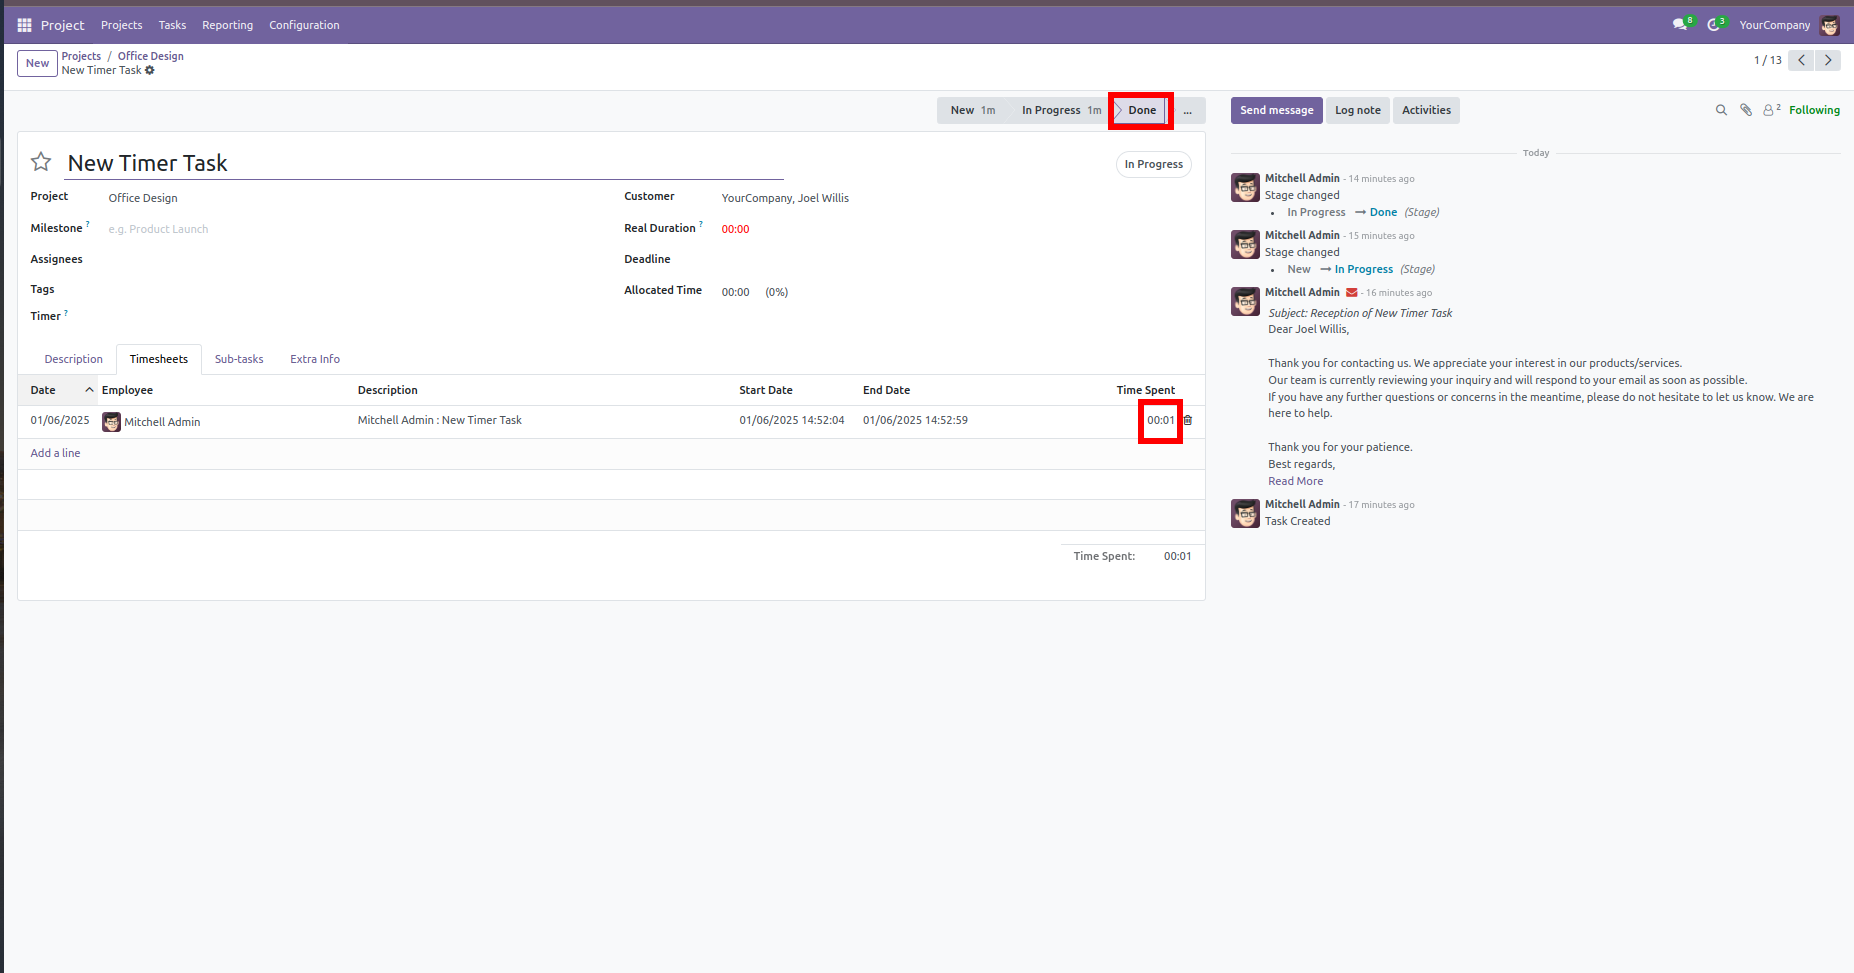 Project Projects Tasks Reporting Configuration 8 3 YourCompany
New Projects / Office Design 1 / 13
New Timer Task
New 1m In Progress 1m Done ... Send message Log note Activities 2 Following
New Timer Task In Progress
Project Office Design Customer YourCompany, Joel Willis
Milestone ? e.g. Product Launch Real Duration ? 00:00
Assignees Deadline
Tags Allocated Time 00:00 (0%)
Timer ?
Description Timesheets Sub-tasks Extra Info
Date Employee Description Start Date End Date Time Spent
01/06/2025 Mitchell Admin Mitchell Admin : New Timer Task 01/06/2025 14:52:04 01/06/2025 14:52:59 00:01
Add a line
Time Spent: 00:01
Today
Mitchell Admin - 14 minutes ago
Stage changed
• In Progress → Done (Stage)
Mitchell Admin - 15 minutes ago
Stage changed
• New → In Progress (Stage)
Mitchell Admin - 16 minutes ago
Subject: Reception of New Timer Task
Dear Joel Willis,
Thank you for contacting us. We appreciate your interest in our products/services.
Our team is currently reviewing your inquiry and will respond to your email as soon as possible.
If you have any further questions or concerns in the meantime, please do not hesitate to let us know. We are
here to help.
Thank you for your patience.
Best regards,
Read More
Mitchell Admin - 17 minutes ago
Task Created